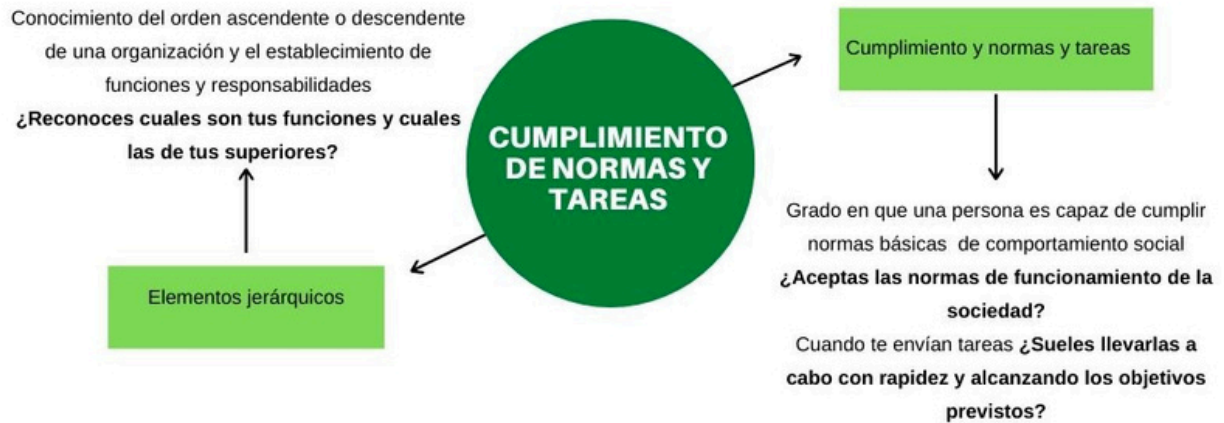 Conocimiento del orden ascendente o descendente
de una organización y el establecimiento de
funciones y responsabilidades
¿Reconoces cuales son tus funciones y cuales
las de tus superiores?
Elementos jerárquicos
CUMPLIMIENTO
DE NORMAS Y
TAREAS
Cumplimiento y normas y tareas
Grado en que una persona es capaz de cumplir
normas básicas de comportamiento social
¿Aceptas las normas de funcionamiento de la
sociedad?
Cuando te envían tareas ¿Sueles llevarlas a
cabo con rapidez y alcanzando los objetivos
previstos?